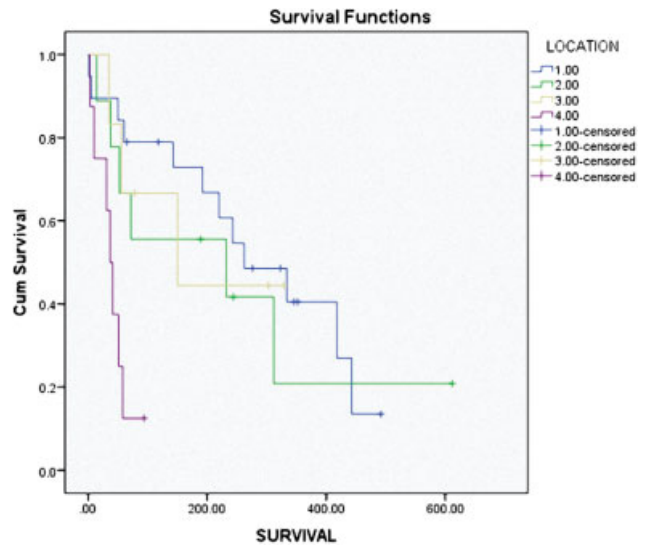 Survival Functions
LOCATION
1.00
2.00
3.00
4.00
1.00-censored
2.00-censored
3.00-censored
4.00-censored
Cum Survival
1.0
0.8
0.6
0.4
0.2
0.0
.00
200.00
400.00
600.00
SURVIVAL